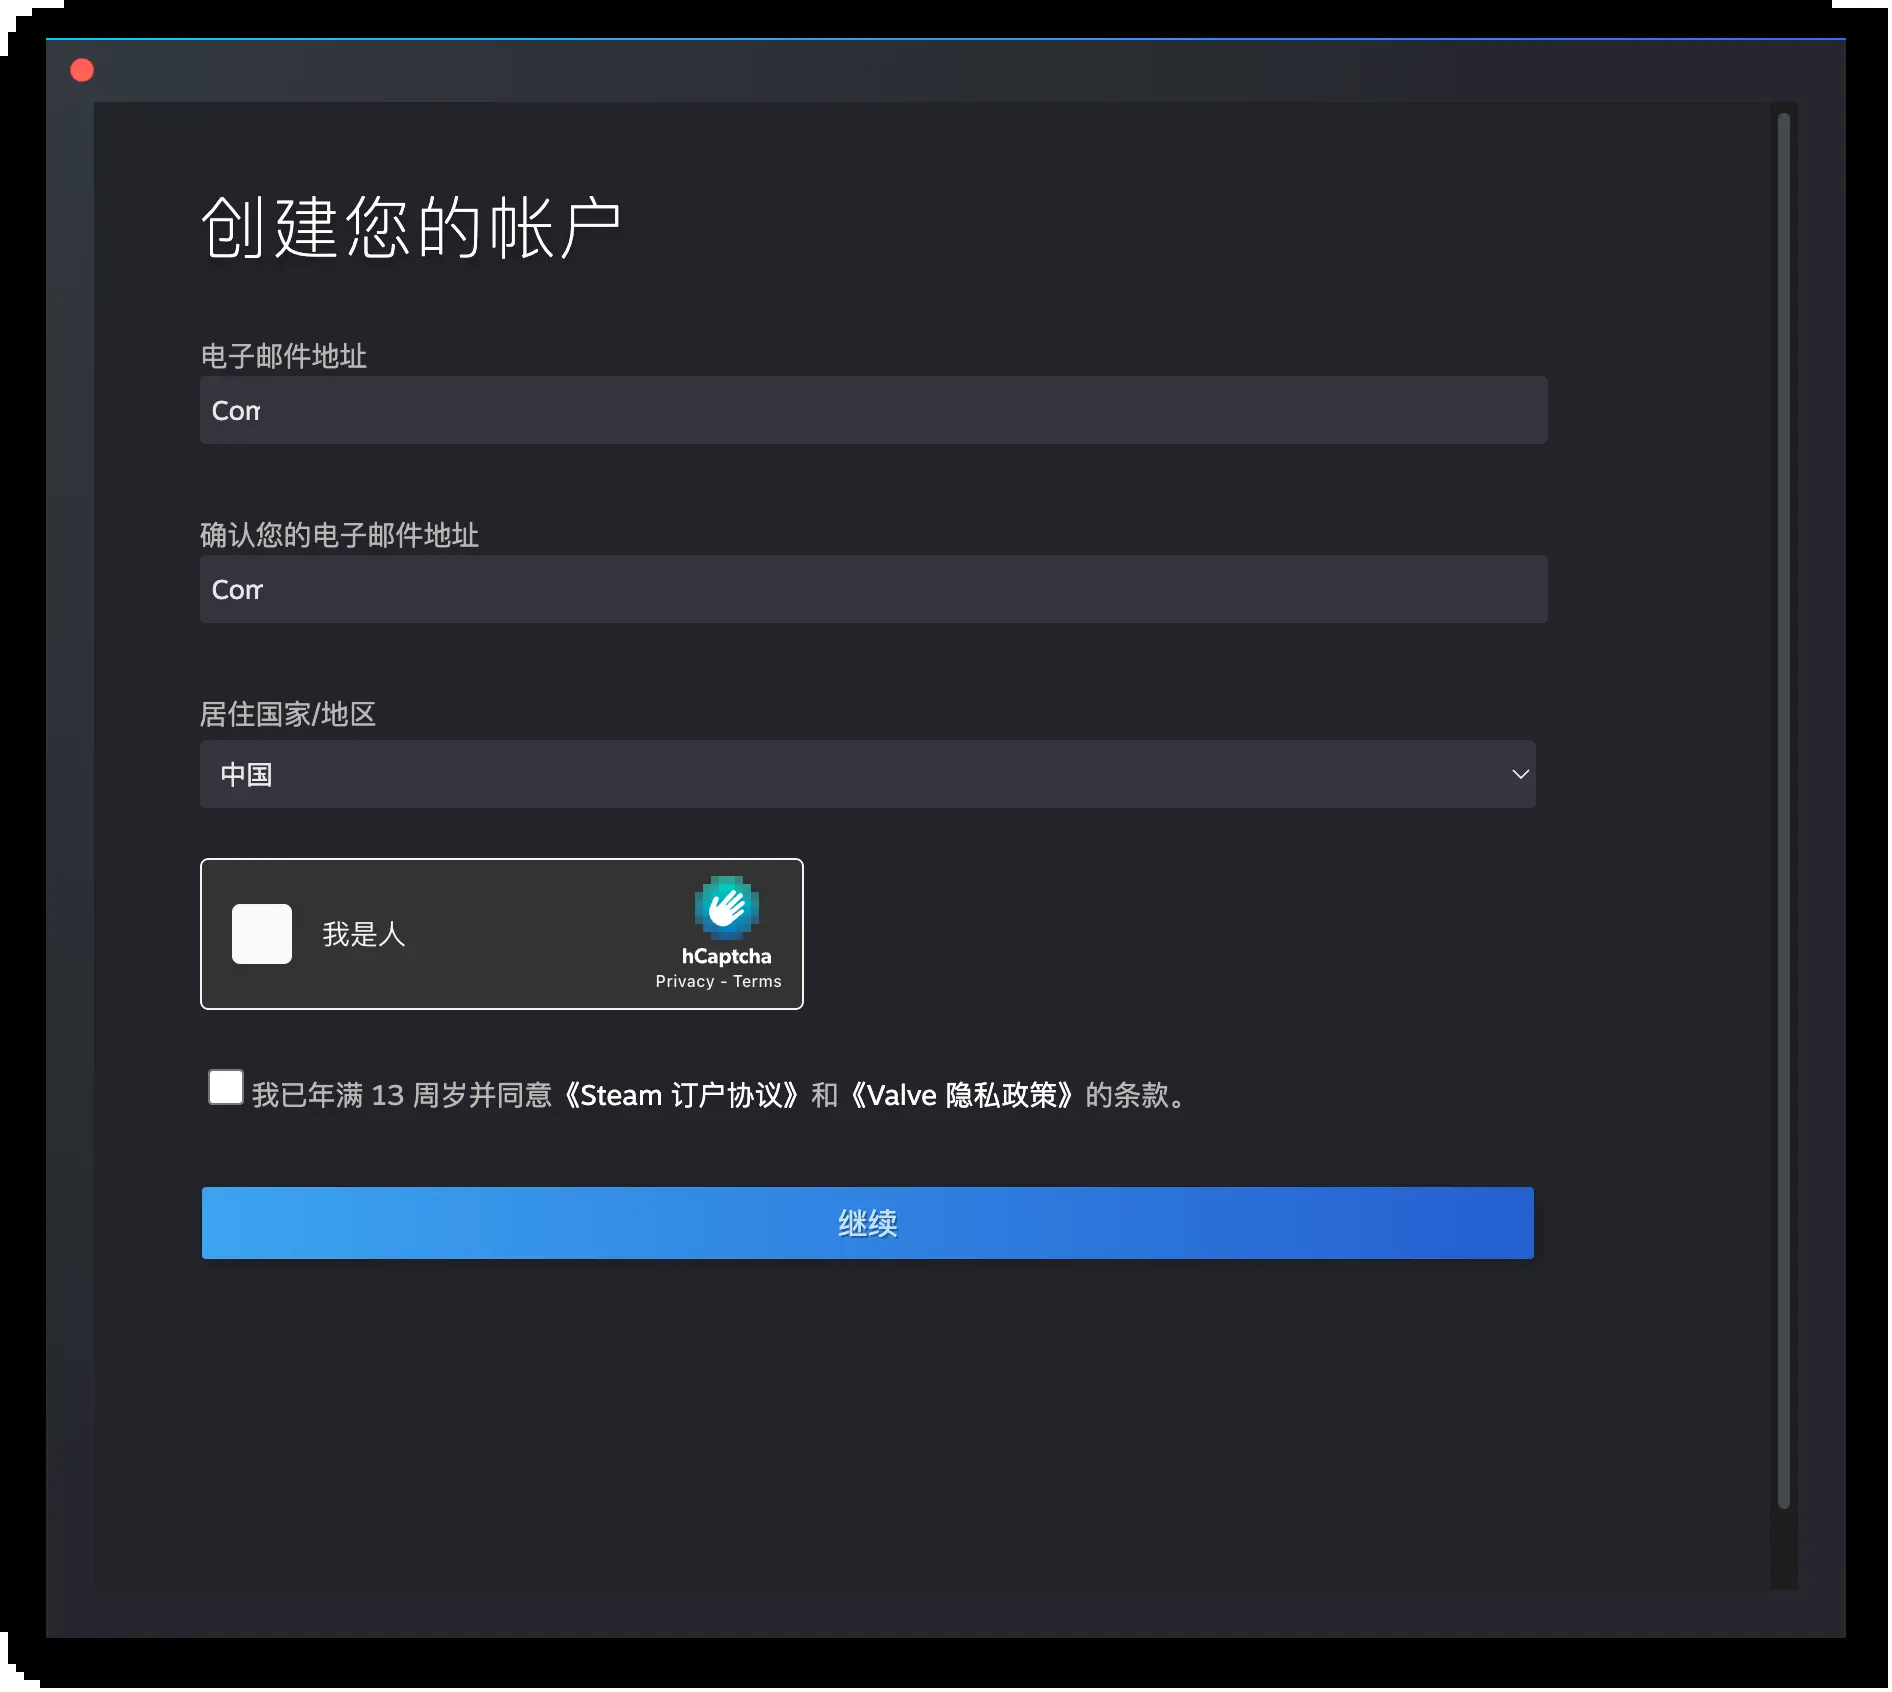 创建您的帐户
电子邮件地址
Com
确认您的电子邮件地址
Com
居住国家/地区
中国
我是人
hCaptcha
Privacy - Terms
我已年满 13 周岁并同意《Steam 订户协议》和《Valve 隐私政策》的条款。
继续